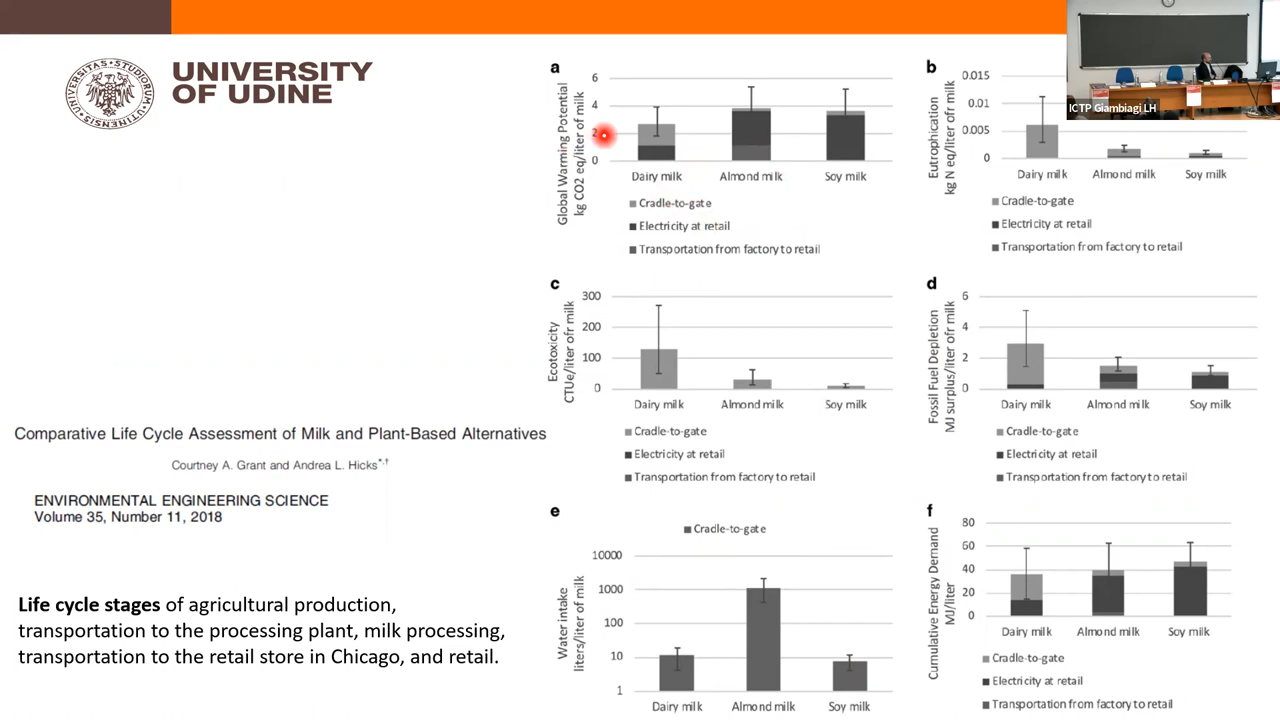 UNIVERSITY
OF UDINE
ICTP Giambiagi LH
a
Global Warming Potential
kg CO2 eq/liter of milk
6
4
2
0
Dairy milk
Almond milk
Soy milk
Cradle-to-gate
Electricity at retail
Transportation from factory to retail
b
Eutrophication
kg N eq/liter ofr milk
0.015
0.01
0.005
0
Dairy milk
Almond milk
Soy milk
Cradle-to-gate
Electricity at retail
Transportation from factory to retail
c
Ecotoxicity
CTUe/liter ofr milk
300
200
100
0
Dairy milk
Almond milk
Soy milk
Cradle-to-gate
Electricity at retail
Transportation from factory to retail
d
Fossil Fuel Depletion
MJ surplus/liter ofr milk
6
4
2
0
Dairy milk
Almond milk
Soy milk
Cradle-to-gate
Electricity at retail
Transportation from factory to retail
Comparative Life Cycle Assessment of Milk and Plant-Based Alternatives
Courtney A. Grant and Andrea L. Hicks*,†
ENVIRONMENTAL ENGINEERING SCIENCE
Volume 35, Number 11, 2018
Life cycle stages of agricultural production,
transportation to the processing plant, milk processing,
transportation to the retail store in Chicago, and retail.
e
Cradle-to-gate
Water intake
liters/liter of milk
10000
1000
100
10
1
Dairy milk
Almond milk
Soy milk
f
Cumulative Energy Demand
MJ/liter
80
60
40
20
0
Dairy milk
Almond milk
Soy milk
Cradle-to-gate
Electricity at retail
Transportation from factory to retail